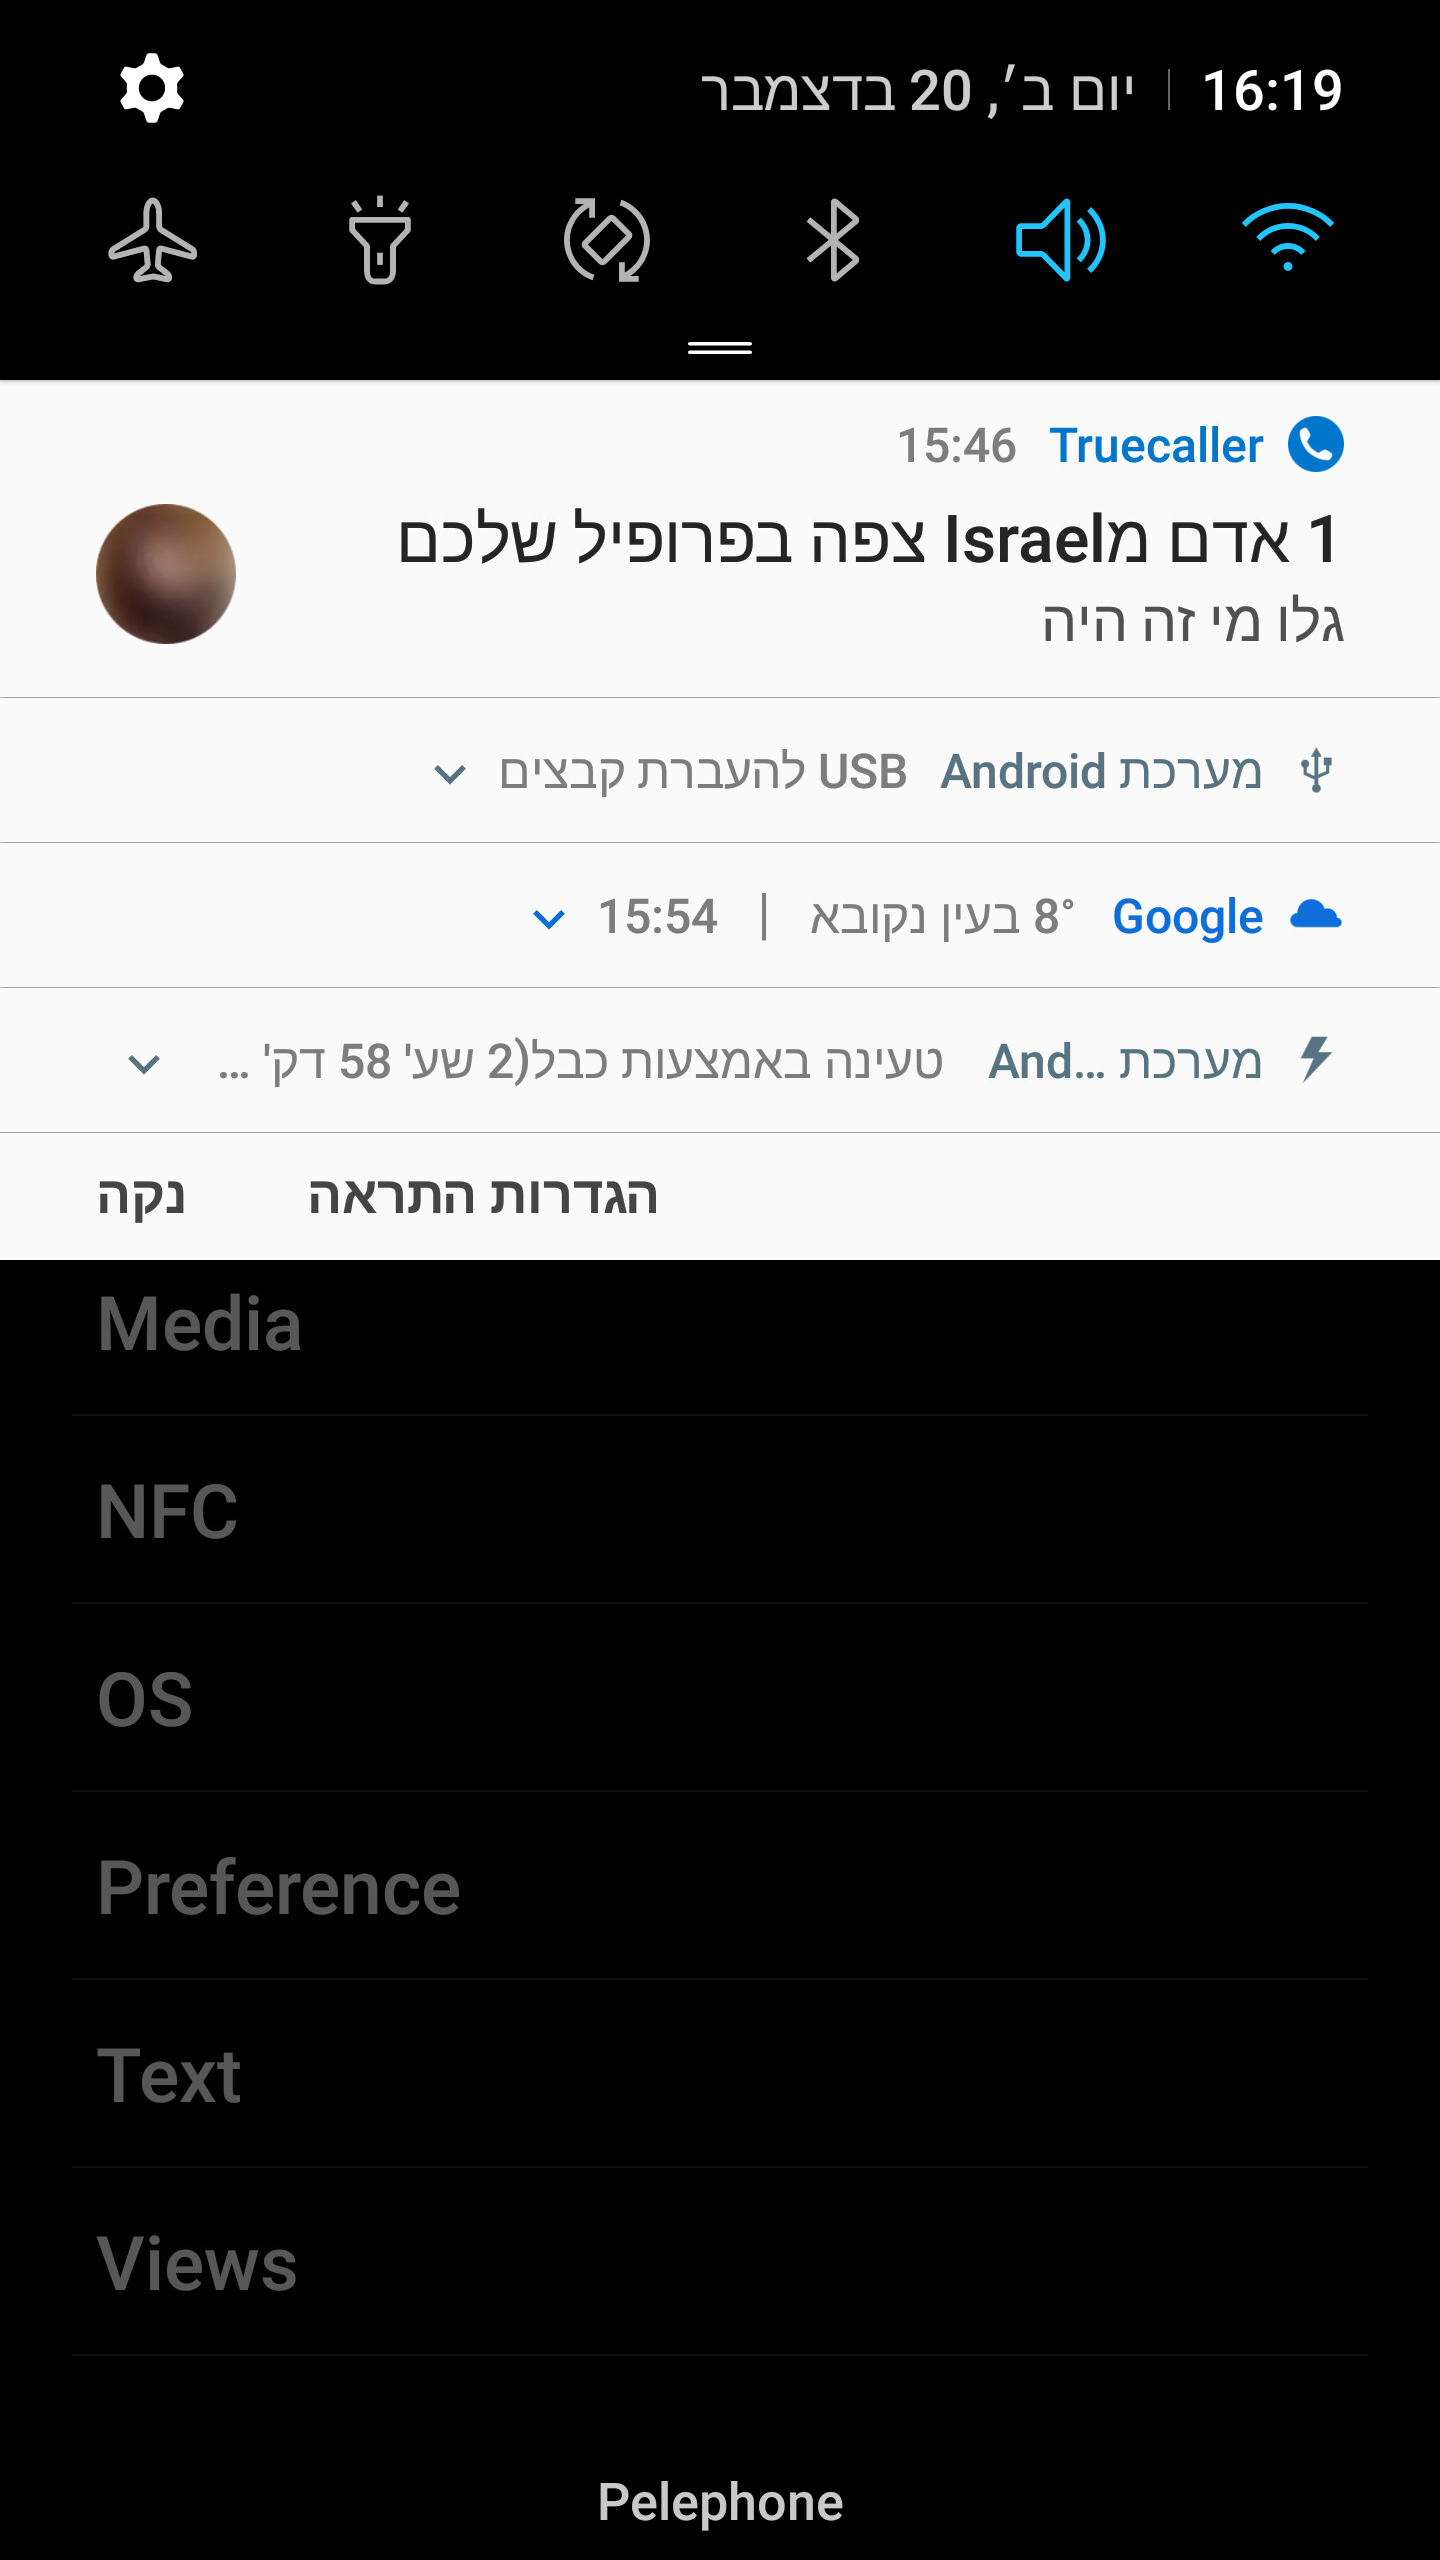 16:19 | יום ב׳, 20 בדצמבר
Truecaller 15:46
1 אדם מIsrael צפה בפרופיל שלכם
גלו מי זה היה
מערכת Android USB להעברת קבצים
Google 8° בעין נקובא | 15:54
מערכת And... טעינה באמצעות כבל(2 שע' 58 דק' ...
הגדרות התראה נקה
Media
NFC
OS
Preference
Text
Views
Pelephone